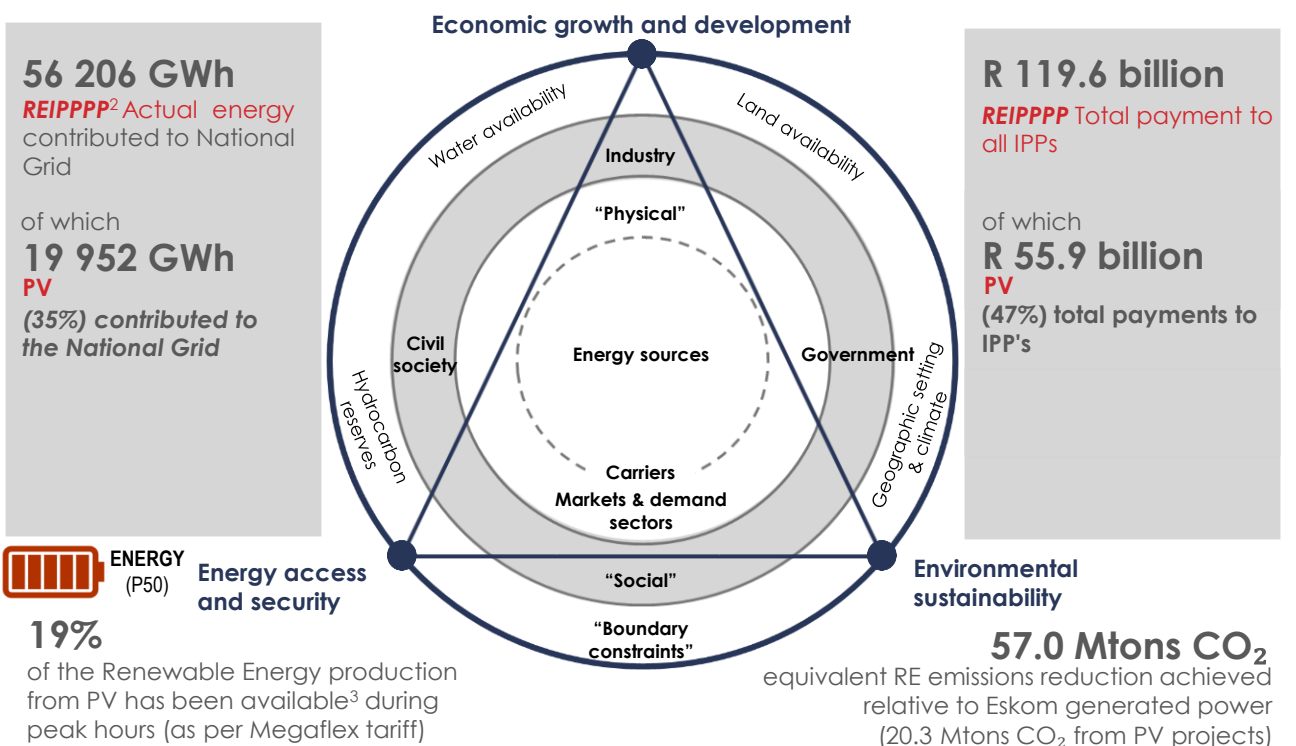 Economic growth and development
56 206 GWh
REIPPPP² Actual energy
contributed to National
Grid
of which
19 952 GWh
PV
(35%) contributed to
the National Grid
R 119.6 billion
REIPPPP Total payment to
all IPPs
of which
R 55.9 billion
PV
(47%) total payments to
IPP's
Water availability
Land availability
Industry
“Physical”
Civil
society
Energy sources
Government
Hydrocarbon
reserves
Geographic setting
& climate
Carriers
Markets & demand
sectors
“Social”
“Boundary
constraints”
ENERGY
(P50)
Energy access
and security
19%
of the Renewable Energy production
from PV has been available³ during
peak hours (as per Megaflex tariff)
Environmental
sustainability
57.0 Mtons CO₂
equivalent RE emissions reduction achieved
relative to Eskom generated power
(20.3 Mtons CO₂ from PV projects)